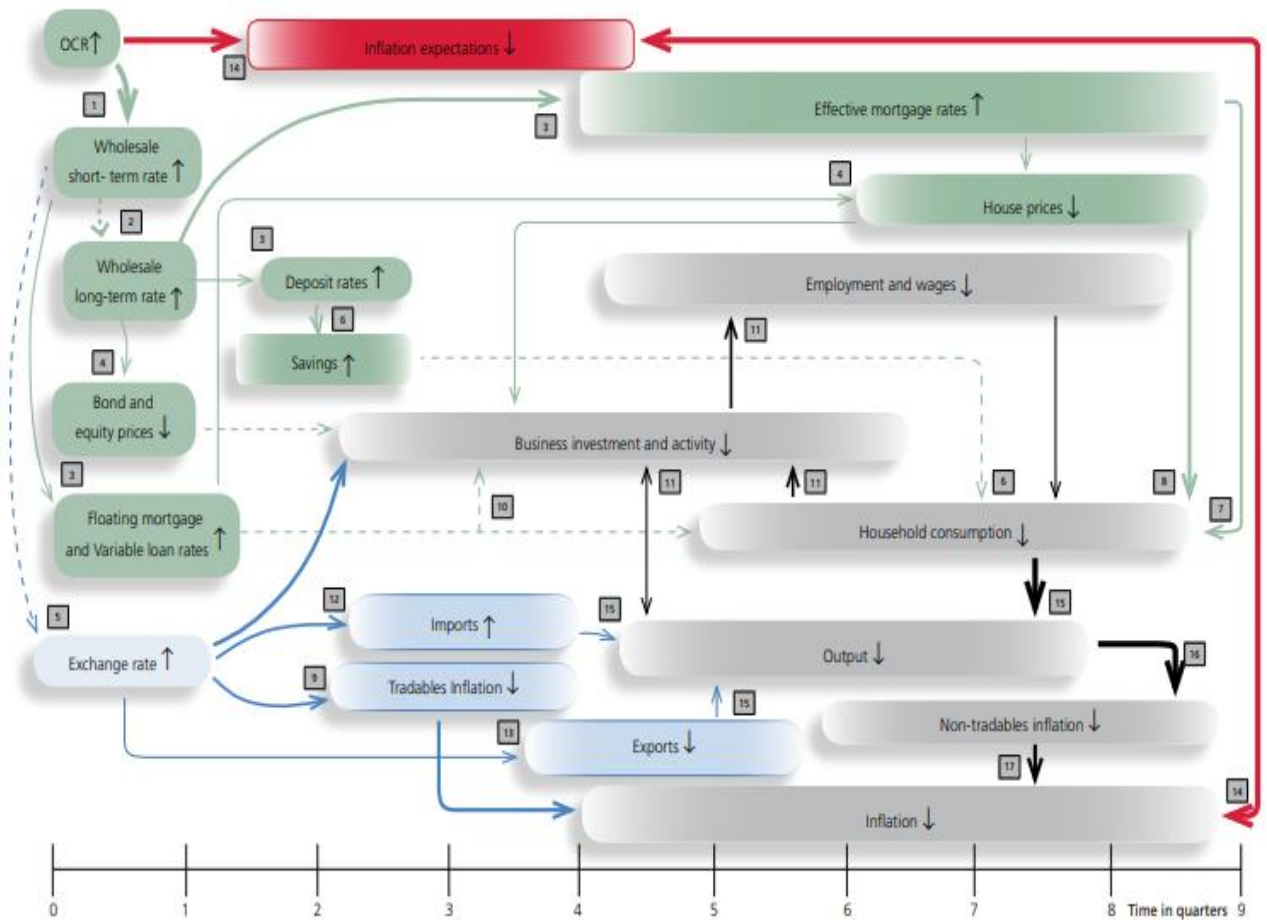 OCR↑
Inflation expectations ↓
14
1
Effective mortgage rates ↑
3
Wholesale
short- term rate ↑
4
House prices ↓
2
3
Wholesale
long-term rate ↑
Deposit rates ↑
Employment and wages ↓
6
11
4
Savings ↑
Bond and
equity prices ↓
Business investment and activity ↓
3
11
11
6
8
7
10
Floating mortgage
and Variable loan rates ↑
Household consumption ↓
12
15
15
5
Imports ↑
Exchange rate ↑
Output ↓
16
9
Tradables Inflation ↓
15
13
Non-tradables inflation ↓
Exports ↓
17
14
Inflation ↓
0 1 2 3 4 5 6 7 8 Time in quarters 9